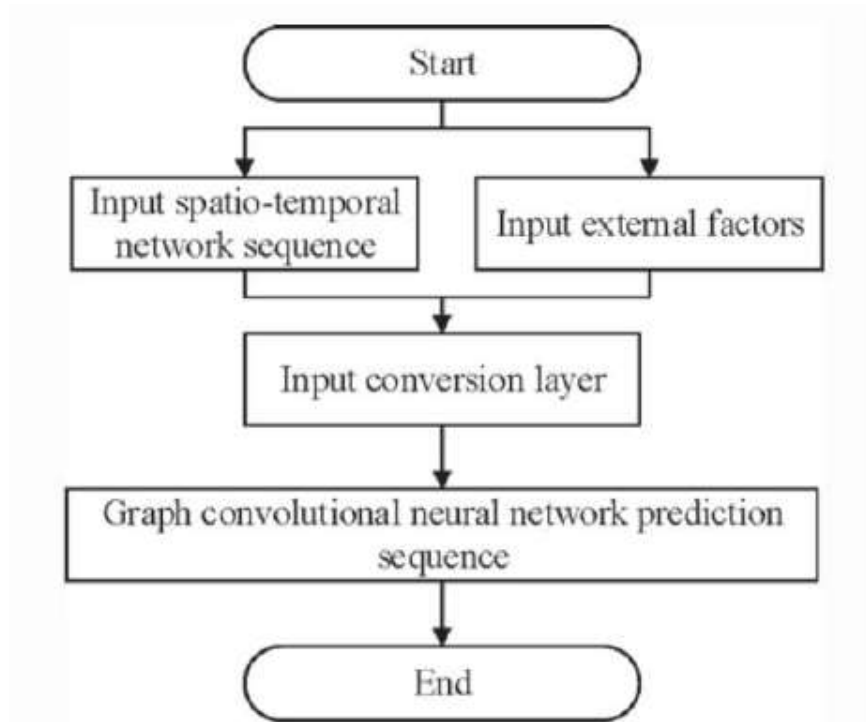 Start
Input spatio-temporal
network sequence
Input external factors
Input conversion layer
Graph convolutional neural network prediction
sequence
End